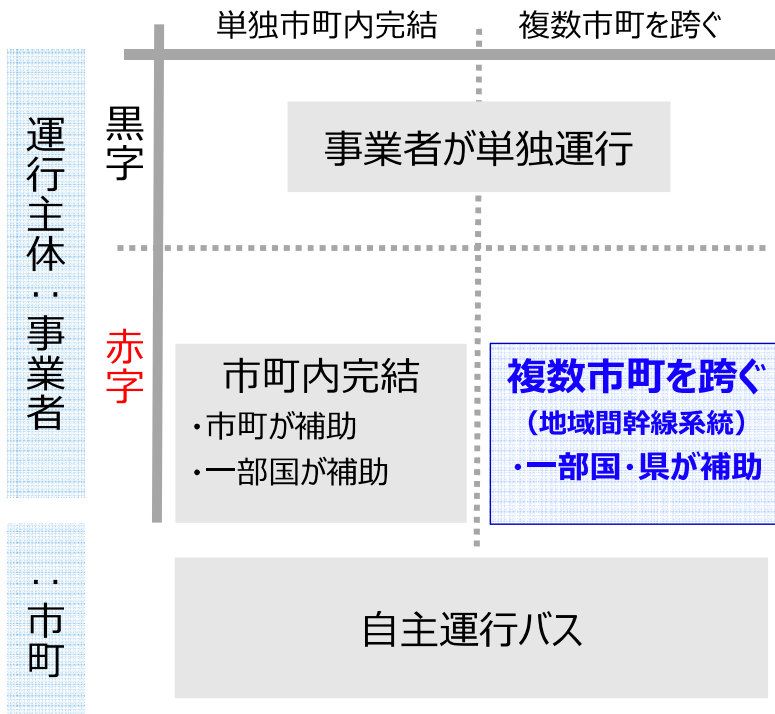 単独市町内完結
複数市町を跨ぐ
運行主体：事業者
黒字
事業者が単独運行
赤字
市町内完結
・市町が補助
・一部国が補助
複数市町を跨ぐ
（地域間幹線系統）
・一部国・県が補助
：市町
自主運行バス